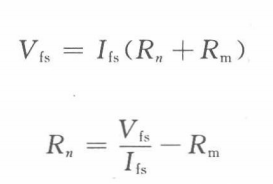 V_fs = I_fs(R_n + R_m)
R_n = V_fs / I_fs − R_m